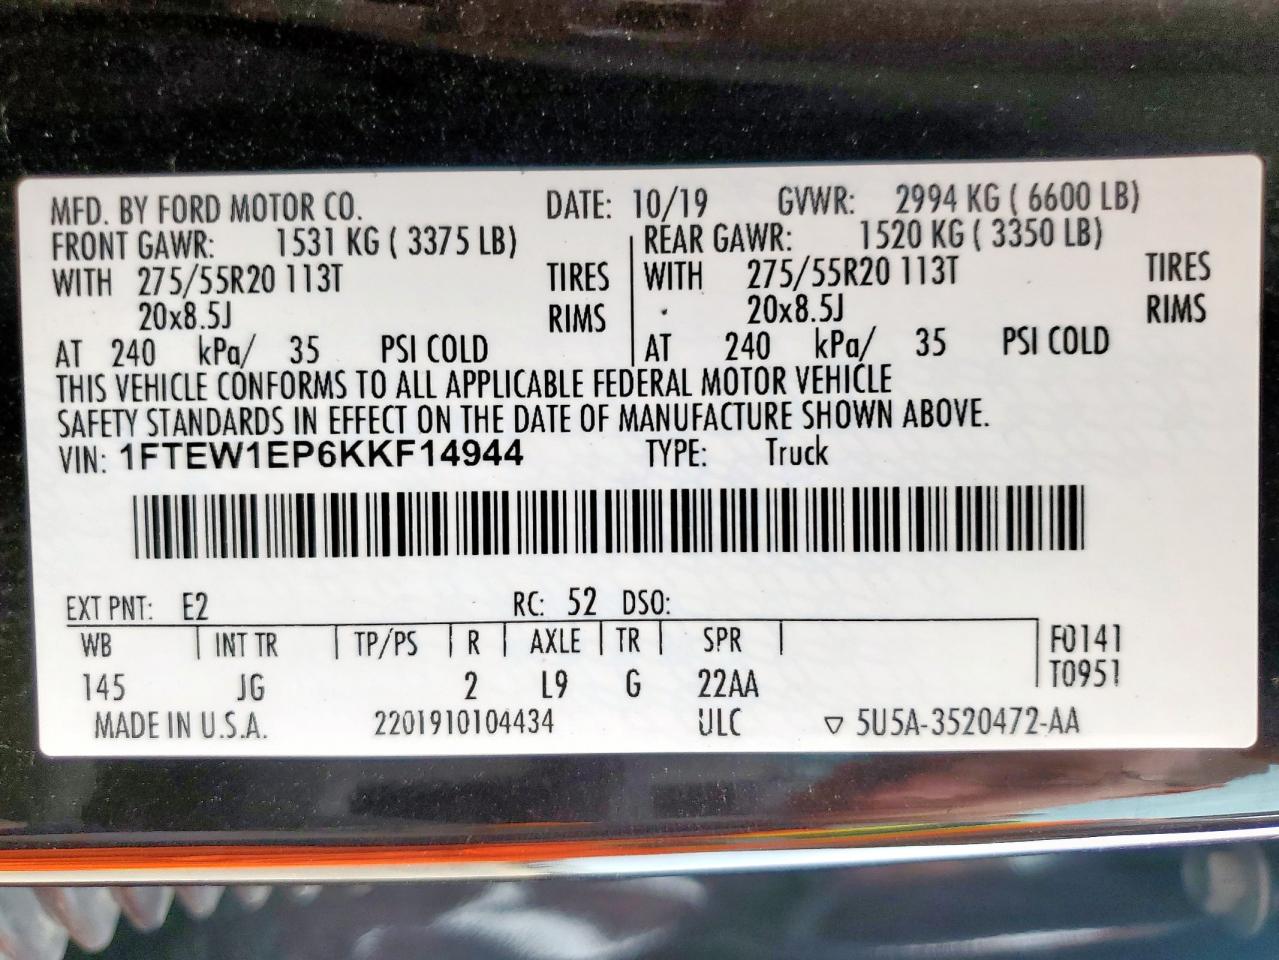 MFD. BY FORD MOTOR CO. DATE: 10/19 GVWR: 2994 KG ( 6600 LB)
FRONT GAWR: 1531 KG ( 3375 LB) REAR GAWR: 1520 KG ( 3350 LB)
WITH 275/55R20 113T TIRES WITH 275/55R20 113T TIRES
20x8.5J RIMS 20x8.5J RIMS
AT 240 kPa/ 35 PSI COLD AT 240 kPa/ 35 PSI COLD
THIS VEHICLE CONFORMS TO ALL APPLICABLE FEDERAL MOTOR VEHICLE
SAFETY STANDARDS IN EFFECT ON THE DATE OF MANUFACTURE SHOWN ABOVE.
VIN: 1FTEW1EP6KKF14944 TYPE: Truck
EXT PNT: E2 RC: 52 DSO:
WB INT TR TP/PS R AXLE TR SPR F0141
145 JG 2 L9 G 22AA T0951
MADE IN U.S.A. 2201910104434 ULC ▽ 5U5A-3520472-AA